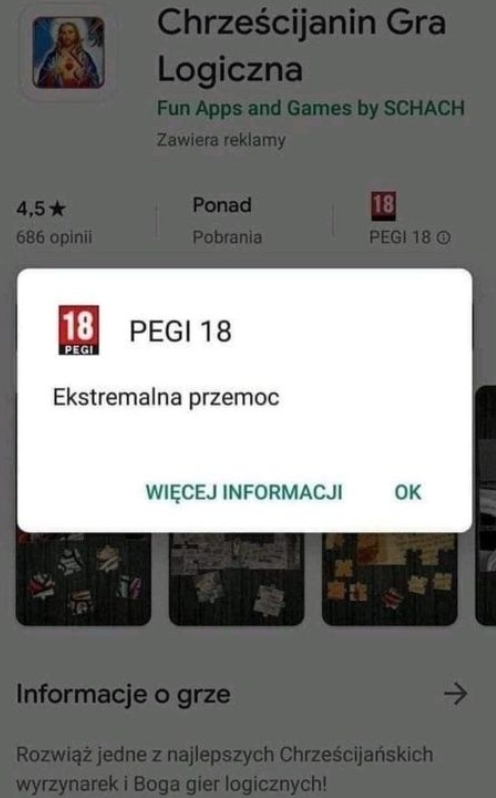 Chrześcijanin Gra
Logiczna
Fun Apps and Games by SCHACH
Zawiera reklamy
4,5★
686 opinii
Ponad
Pobrania
18
PEGI 18 ⓘ
18
PEGI
PEGI 18
Ekstremalna przemoc
WIĘCEJ INFORMACJI
OK
Informacje o grze
Rozwiąż jedne z najlepszych Chrześcijańskich
wyrzynarek i Boga gier logicznych!